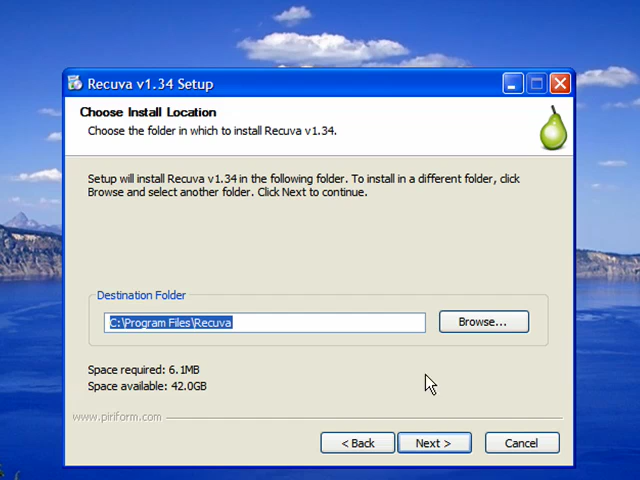 Recuva v1.34 Setup
Choose Install Location
Choose the folder in which to install Recuva v1.34.
Setup will install Recuva v1.34 in the following folder. To install in a different folder, click
Browse and select another folder. Click Next to continue.
Destination Folder
C:\Program Files\Recuva
Browse...
Space required: 6.1MB
Space available: 42.0GB
www.piriform.com
< Back
Next >
Cancel